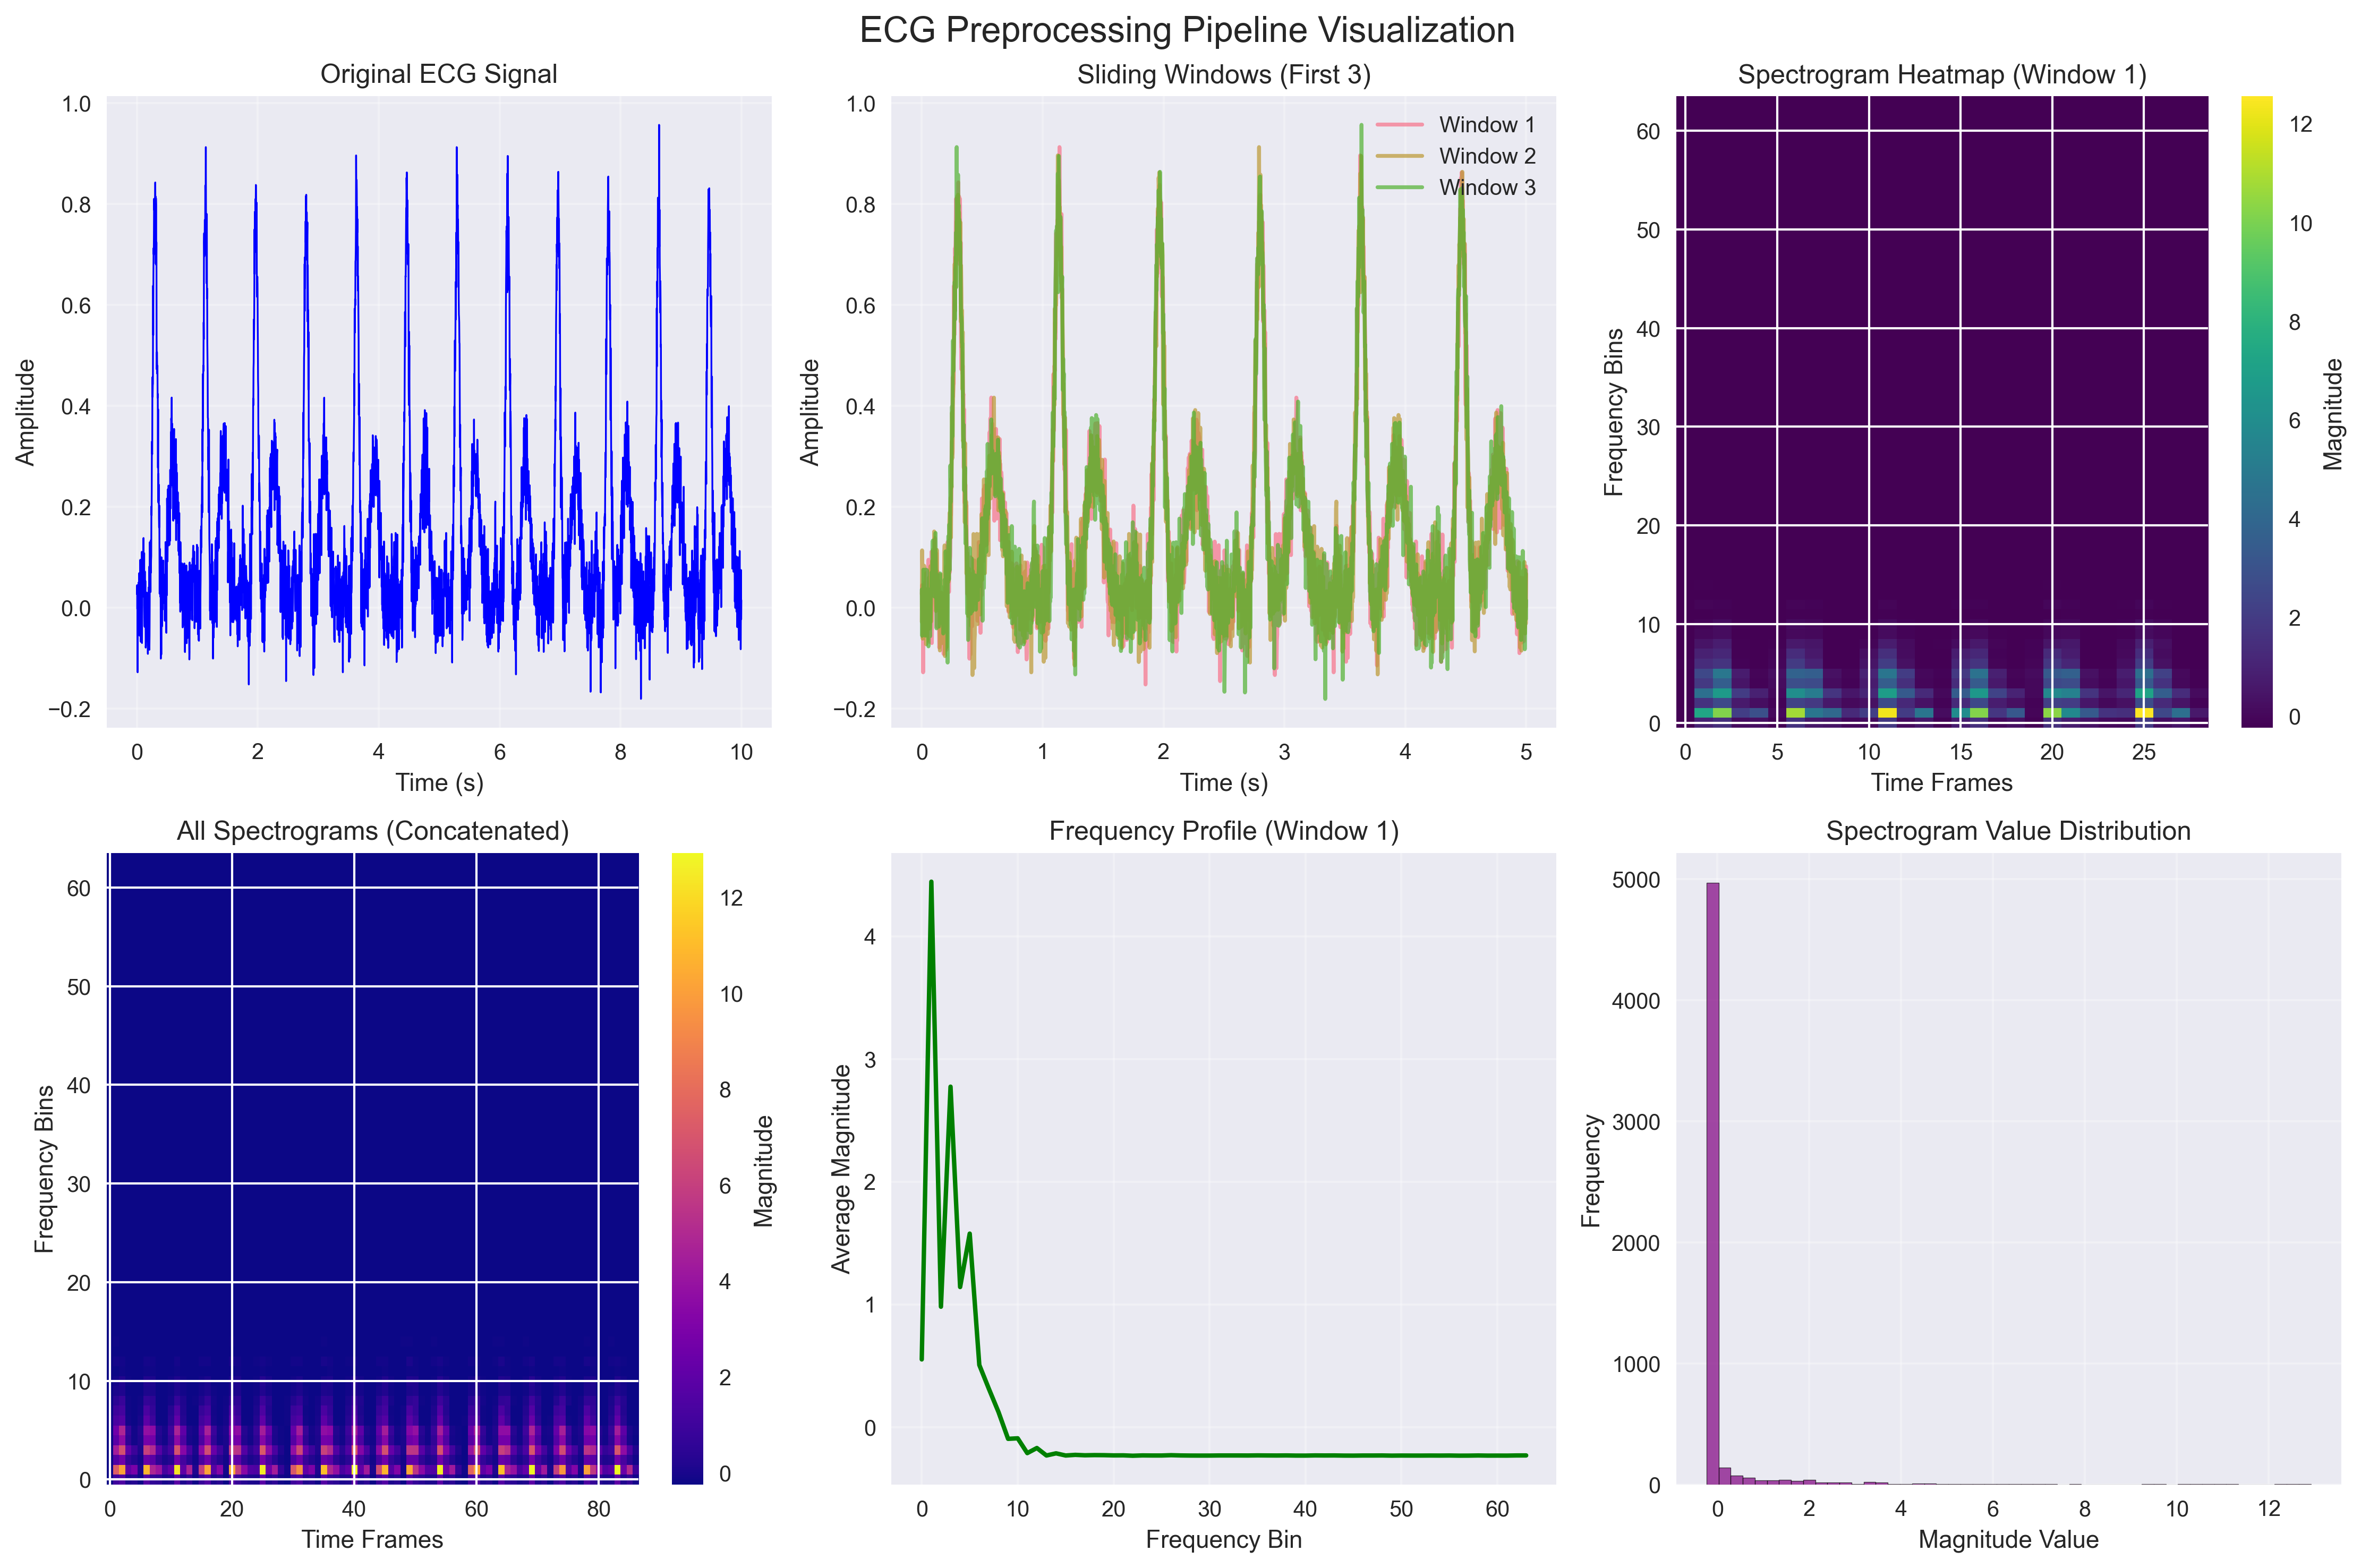 ECG Preprocessing Pipeline Visualization
Original ECG Signal
1.0
0.8
0.6
0.4
0.2
0.0
−0.2
Amplitude
0 2 4 6 8 10
Time (s)
Sliding Windows (First 3)
Window 1
Window 2
Window 3
1.0
0.8
0.6
0.4
0.2
0.0
−0.2
Amplitude
0 1 2 3 4 5
Time (s)
Spectrogram Heatmap (Window 1)
60
50
40
30
20
10
0
Frequency Bins
0 5 10 15 20 25
Time Frames
12
10
8
6
4
2
0
Magnitude
All Spectrograms (Concatenated)
60
50
40
30
20
10
0
Frequency Bins
0 20 40 60 80
Time Frames
12
10
8
6
4
2
0
Magnitude
Frequency Profile (Window 1)
4
3
2
1
0
Average Magnitude
0 10 20 30 40 50 60
Frequency Bin
Spectrogram Value Distribution
5000
4000
3000
2000
1000
0
Frequency
0 2 4 6 8 10 12
Magnitude Value